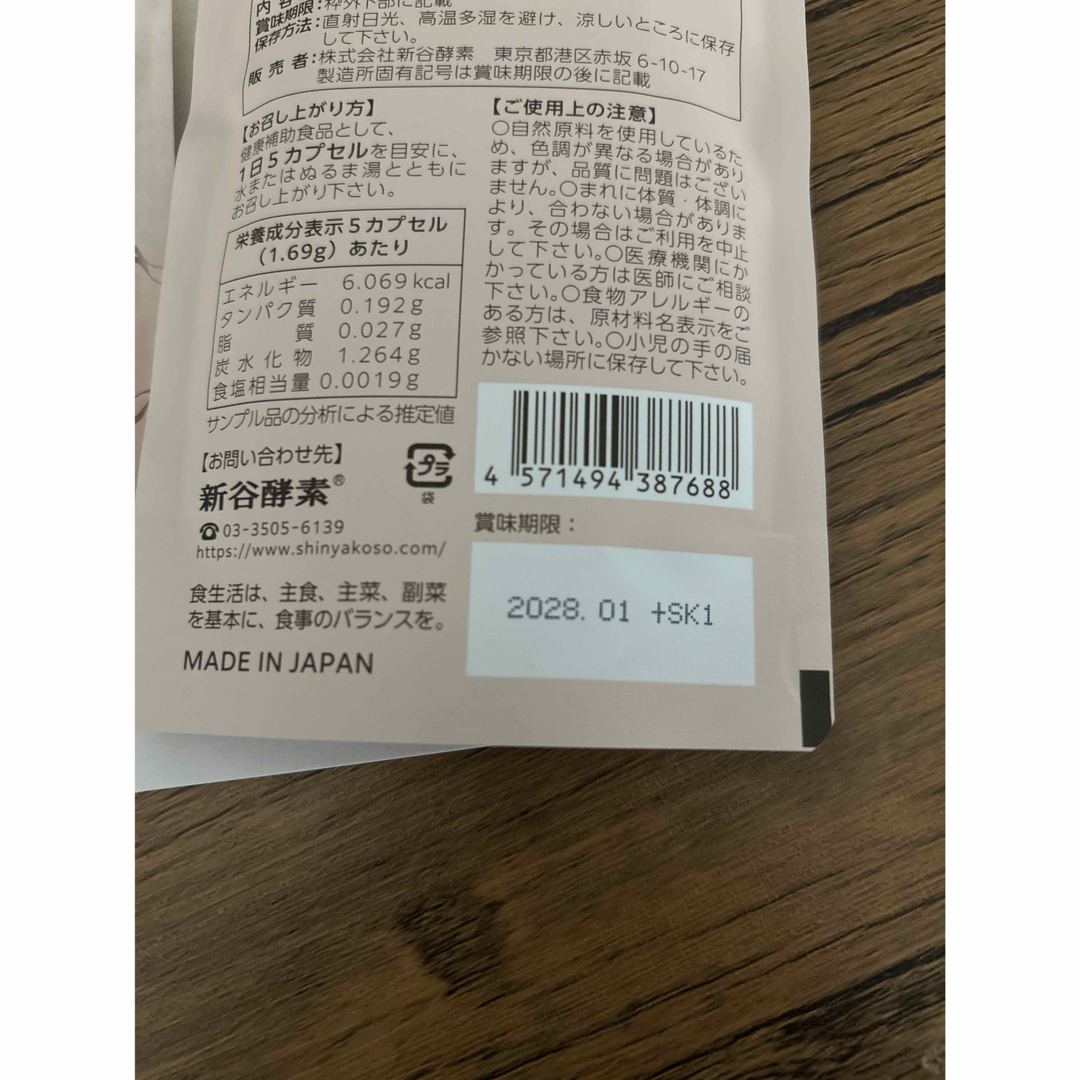 内 容
賞味期限:枠外下部に記載
保存方法:直射日光、高温多湿を避け、涼しいところに保存
して下さい。
販 売 者:株式会社新谷酵素 東京都港区赤坂 6-10-17
製造所固有記号は賞味期限の後に記載
【お召し上がり方】
健康補助食品として、
1日5カプセルを目安に、
水またはぬるま湯とともに
お召し上がり下さい。
栄養成分表示5カプセル
(1.69g)あたり
エネルギー 6.069kcal
タンパク質 0.192g
脂 質 0.027g
炭水化物 1.264g
食塩相当量 0.0019g
サンプル品の分析による推定値
【お問い合わせ先】
新谷酵素®
☎03-3505-6139
https://www.shinyakoso.com/
プラ
袋
食生活は、主食、主菜、副菜
を基本に、食事のバランスを。
MADE IN JAPAN
【ご使用上の注意】
○自然原料を使用しているた
め、色調が異なる場合があり
ますが、品質に問題はござい
ません。○まれに体質・体調に
より、合わない場合がありま
す。その場合はご利用を中止
して下さい。○医療機関にか
かっている方は医師にご相談
下さい。○食物アレルギーの
ある方は、原材料名表示をご
参照下さい。○小児の手の届
かない場所に保存して下さい。
4 571494 387688
賞味期限:
2028.01 +SK1